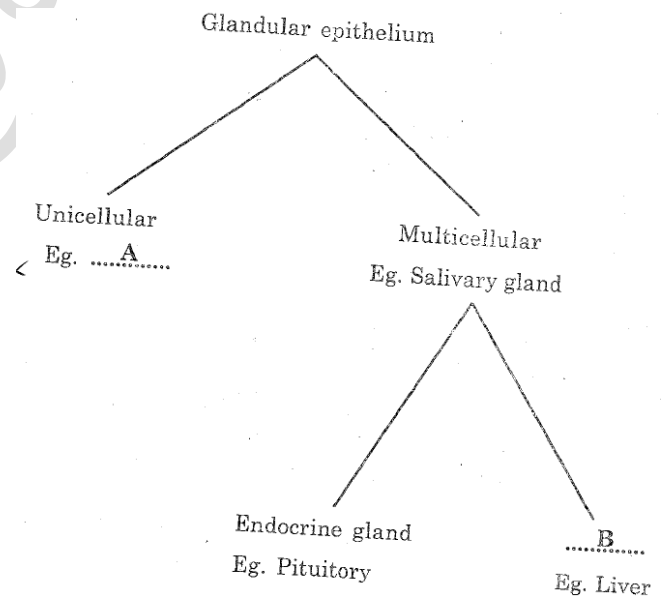 Glandular epithelium
Unicellular
Eg. .....A.............
Multicellular
Eg. Salivary gland
Endocrine gland
Eg. Pituitory
......B............
Eg. Liver